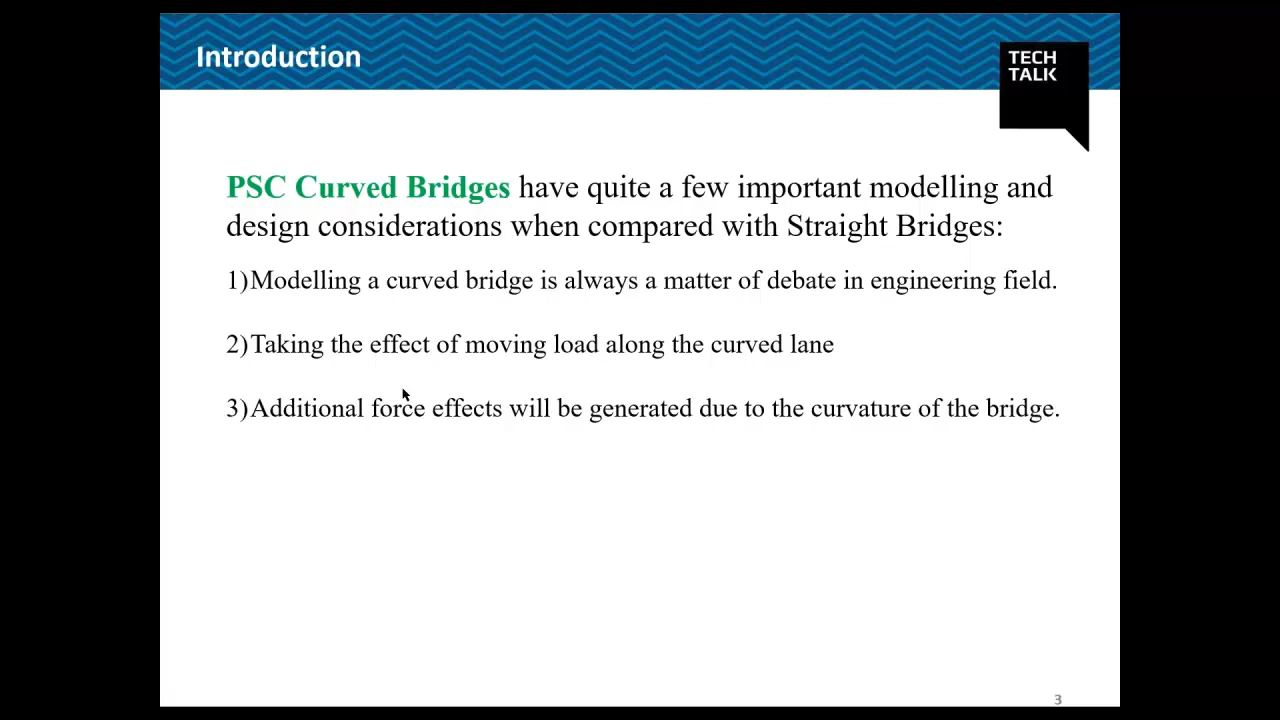 Introduction
TECH
TALK
PSC Curved Bridges have quite a few important modelling and
design considerations when compared with Straight Bridges:
1)Modelling a curved bridge is always a matter of debate in engineering field.
2)Taking the effect of moving load along the curved lane
3)Additional force effects will be generated due to the curvature of the bridge.
3